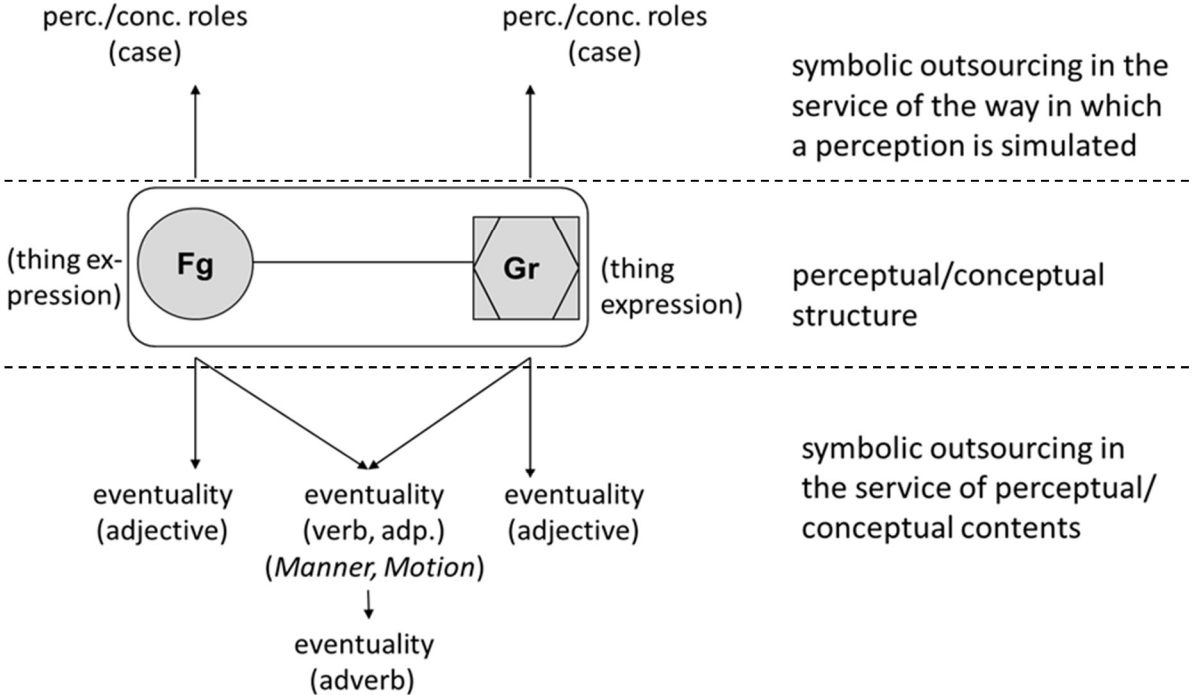 perc./conc. roles
(case)
perc./conc. roles
(case)
symbolic outsourcing in the
service of the way in which
a perception is simulated
(thing ex-
pression)
Fg
Gr
(thing
expression)
perceptual/conceptual
structure
eventuality
(adjective)
eventuality
(verb, adp.)
(Manner, Motion)
eventuality
(adjective)
eventuality
(adverb)
symbolic outsourcing in
the service of perceptual/
conceptual contents